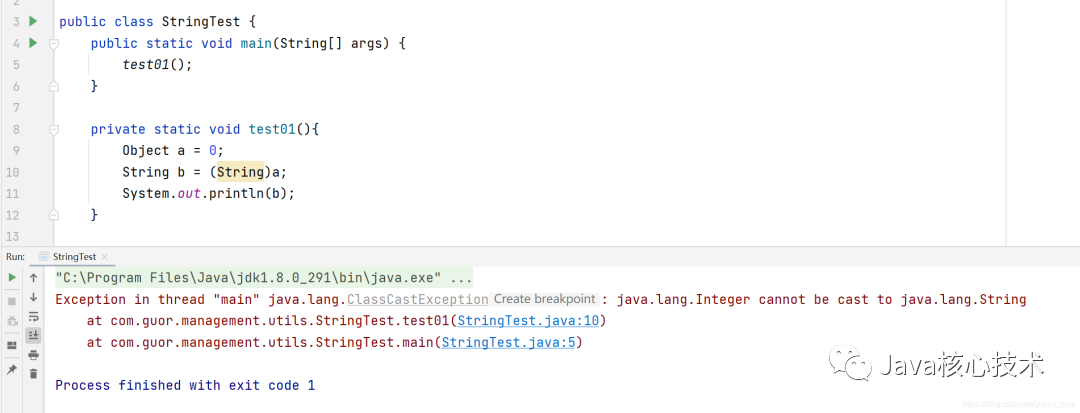 2
3 public class StringTest {
4 public static void main(String[] args) {
5 test01();
6 }
7
8 private static void test01(){
9 Object a = 0;
10 String b = (String)a;
11 System.out.println(b);
12 }
13
Run: StringTest ×
"C:\Program Files\Java\jdk1.8.0_291\bin\java.exe" ...
Exception in thread "main" java.lang.ClassCastException Create breakpoint : java.lang.Integer cannot be cast to java.lang.String
at com.guor.management.utils.StringTest.test01(StringTest.java:10)
at com.guor.management.utils.StringTest.main(StringTest.java:5)
Java核心技术
Process finished with exit code 1